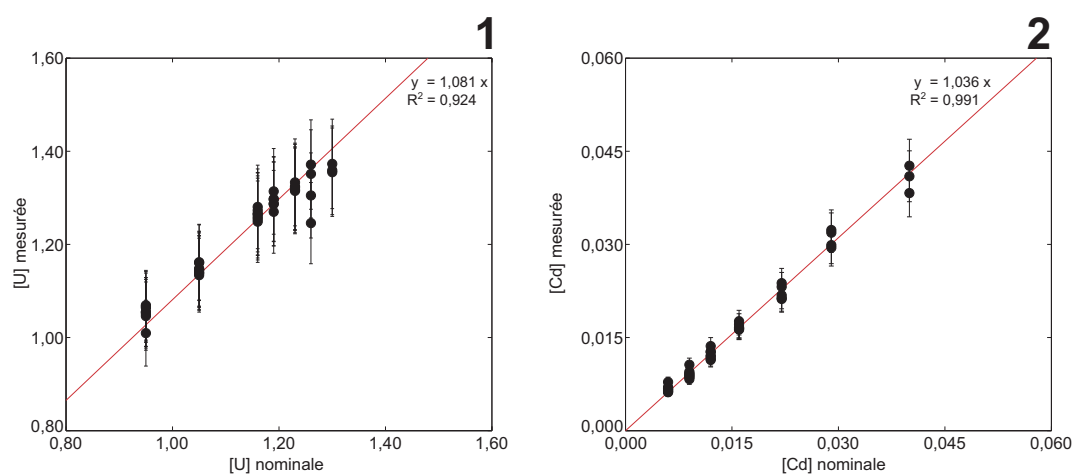 1
1,60
1,40
1,20
1,00
0,80
[U] mesurée
y = 1,081 x
R² = 0,924
0,80 1,00 1,20 1,40 1,60
[U] nominale
2
0,060
0,045
0,030
0,015
0,000
[Cd] mesurée
y = 1,036 x
R² = 0,991
0,000 0,015 0,030 0,045 0,060
[Cd] nominale